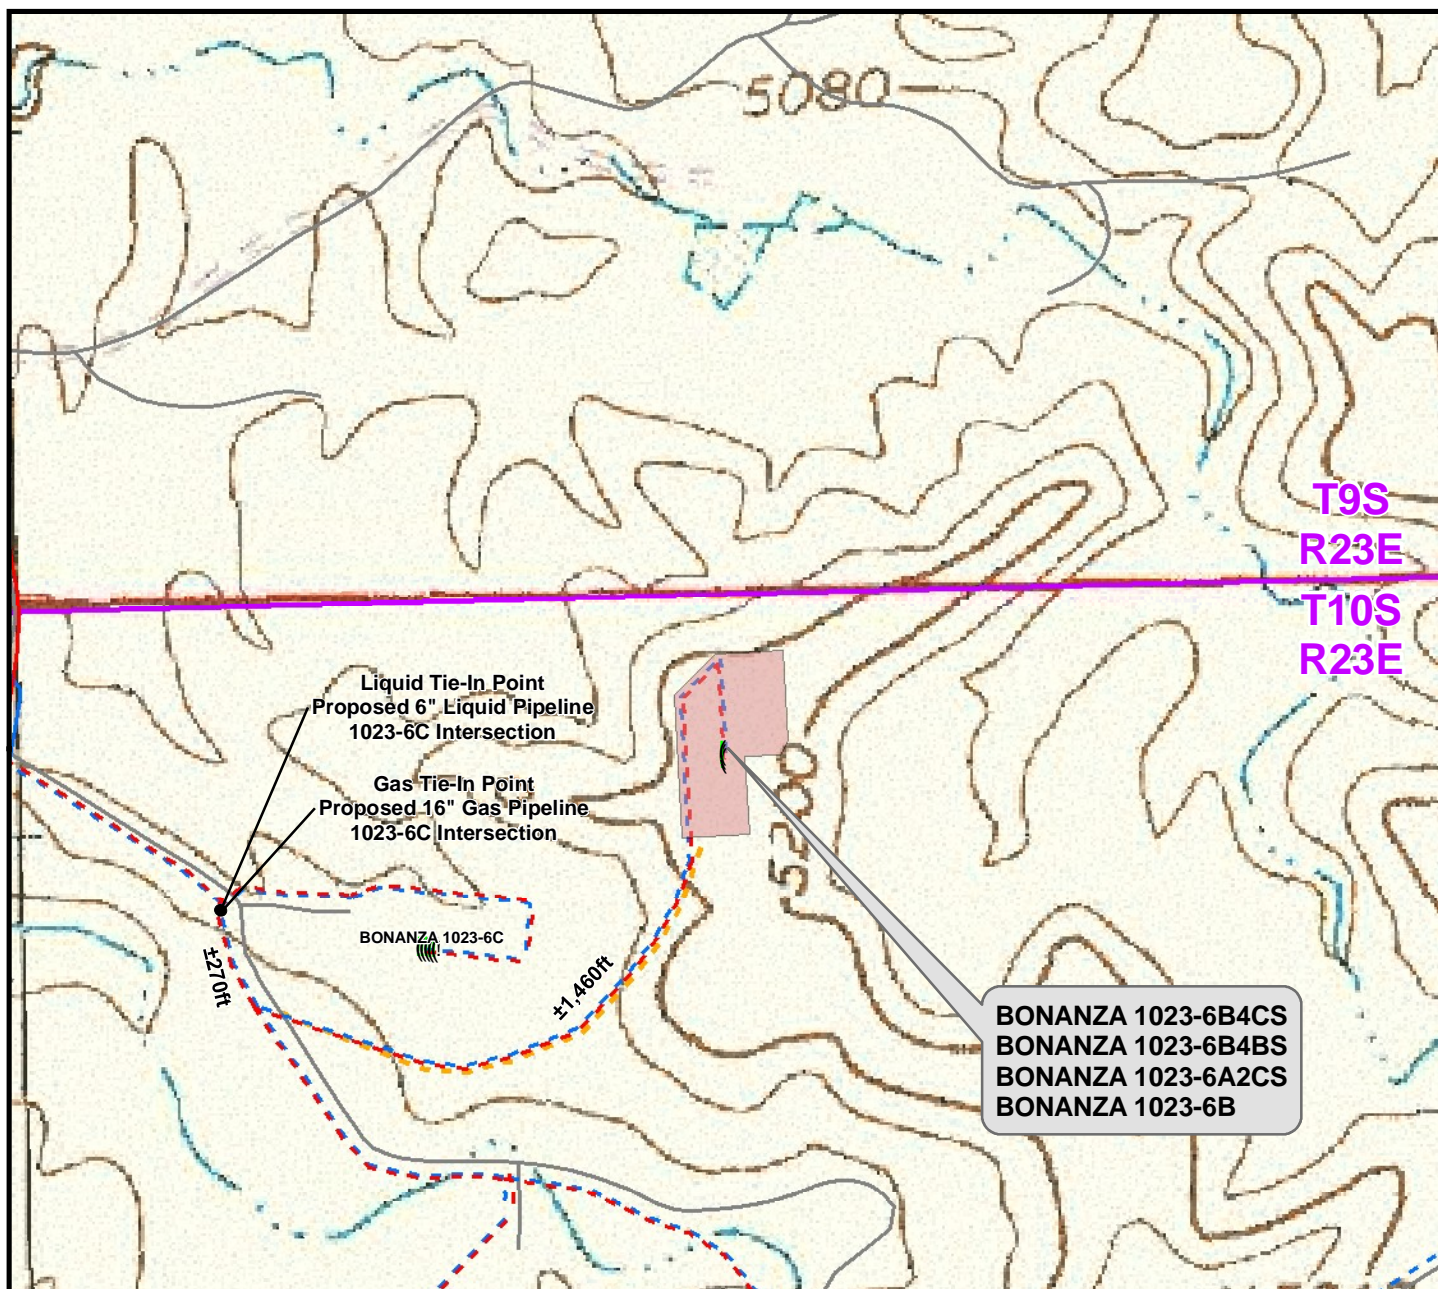 5080
T9S
R23E
T10S
R23E
Liquid Tie-In Point
Proposed 6" Liquid Pipeline
1023-6C Intersection
Gas Tie-In Point
Proposed 16" Gas Pipeline
1023-6C Intersection
5200
BONANZA 1023-6C
±270ft
±1,460ft
BONANZA 1023-6B4CS
BONANZA 1023-6B4BS
BONANZA 1023-6A2CS
BONANZA 1023-6B